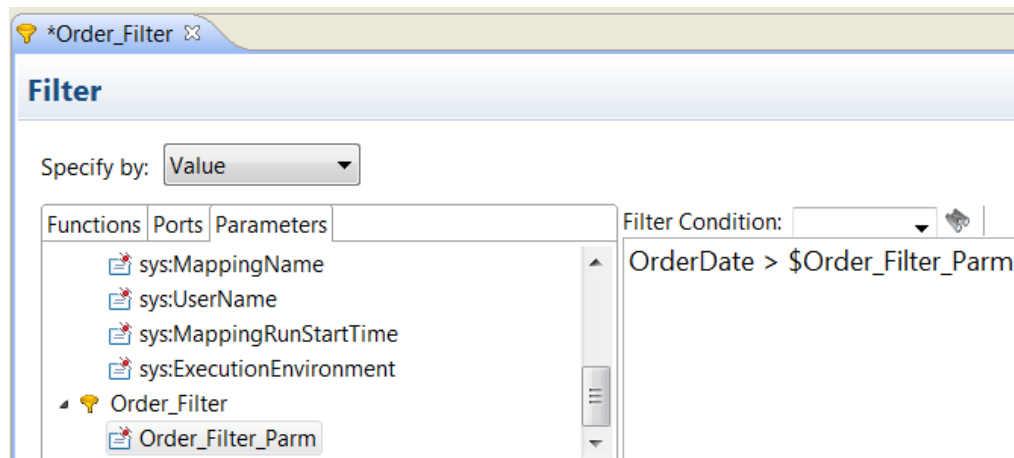 *Order_Filter
Filter
Specify by: Value
Functions Ports Parameters
Filter Condition:
sys:MappingName
OrderDate > $Order_Filter_Parm
sys:UserName
sys:MappingRunStartTime
sys:ExecutionEnvironment
Order_Filter
Order_Filter_Parm